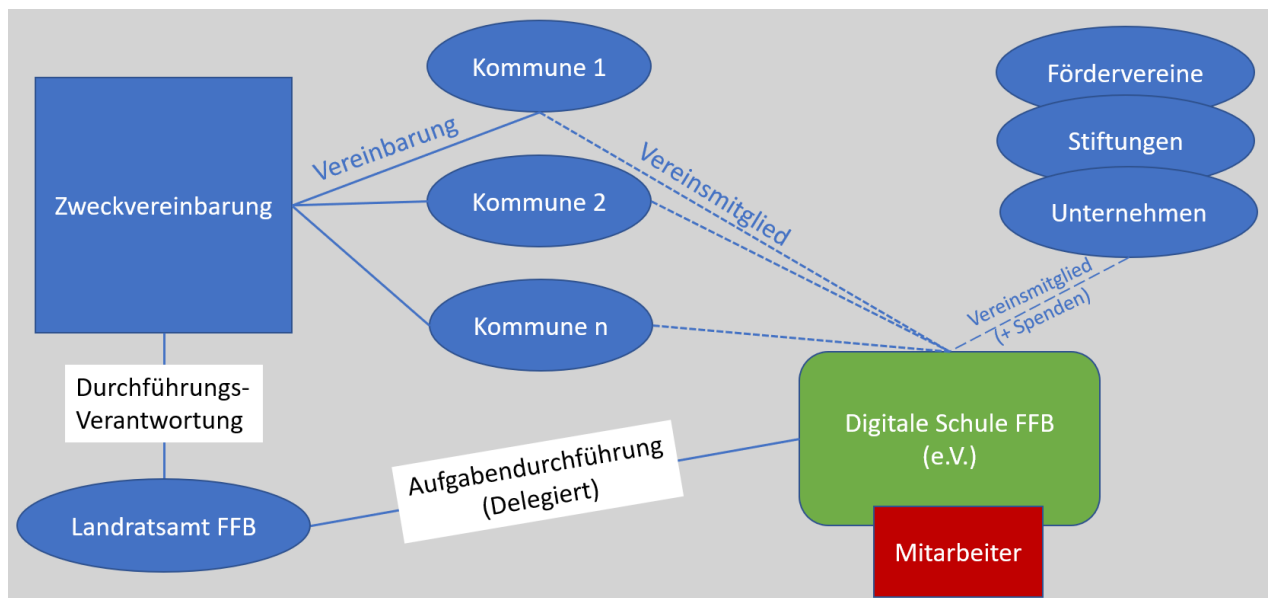 Kommune 1
Fördervereine
Stiftungen
Unternehmen
Vereinbarung
Zweckvereinbarung
Kommune 2
Vereinsmitglied
Kommune n
Vereinsmitglied
(+ Spenden)
Durchführungs-
Verantwortung
Aufgabendurchführung
(Delegiert)
Digitale Schule FFB
(e.V.)
Landratsamt FFB
Mitarbeiter